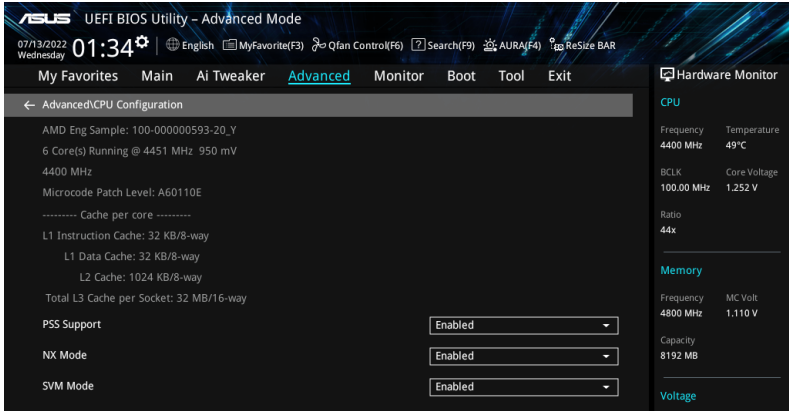 ASUS UEFI BIOS Utility – Advanced Mode
07/13/2022 Wednesday 01:34 English MyFavorite(F3) Qfan Control(F6) ? Search(F9) AURA(F4) ReSize BAR
My Favorites Main Ai Tweaker Advanced Monitor Boot Tool Exit
← Advanced\CPU Configuration
AMD Eng Sample: 100-000000593-20_Y
6 Core(s) Running @ 4451 MHz 950 mV
4400 MHz
Microcode Patch Level: A60110E
--------- Cache per core ---------
L1 Instruction Cache: 32 KB/8-way
L1 Data Cache: 32 KB/8-way
L2 Cache: 1024 KB/8-way
Total L3 Cache per Socket: 32 MB/16-way
PSS Support Enabled
NX Mode Enabled
SVM Mode Enabled
Hardware Monitor
CPU
Frequency Temperature
4400 MHz 49°C
BCLK Core Voltage
100.00 MHz 1.252 V
Ratio
44x
Memory
Frequency MC Volt
4800 MHz 1.110 V
Capacity
8192 MB
Voltage